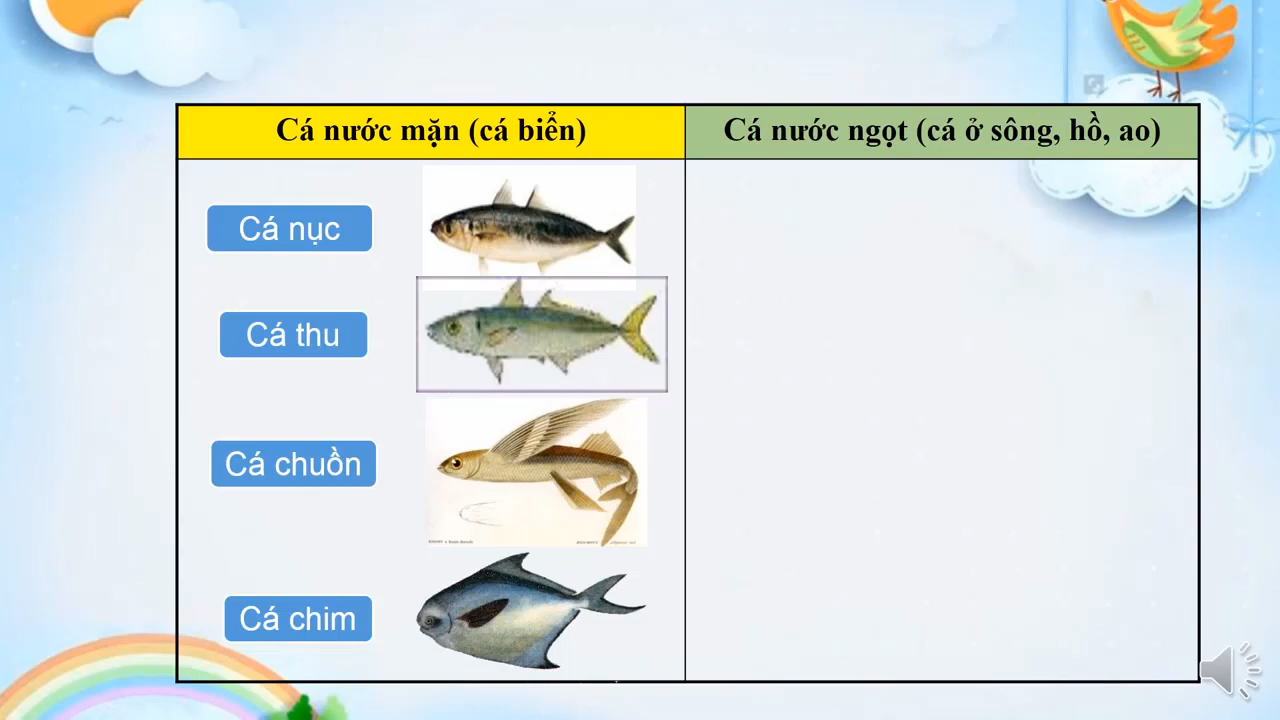 Cá nước mặn (cá biển)
Cá nước ngọt (cá ở sông, hồ, ao)
Cá nục
Cá thu
Cá chuồn
Cá chim